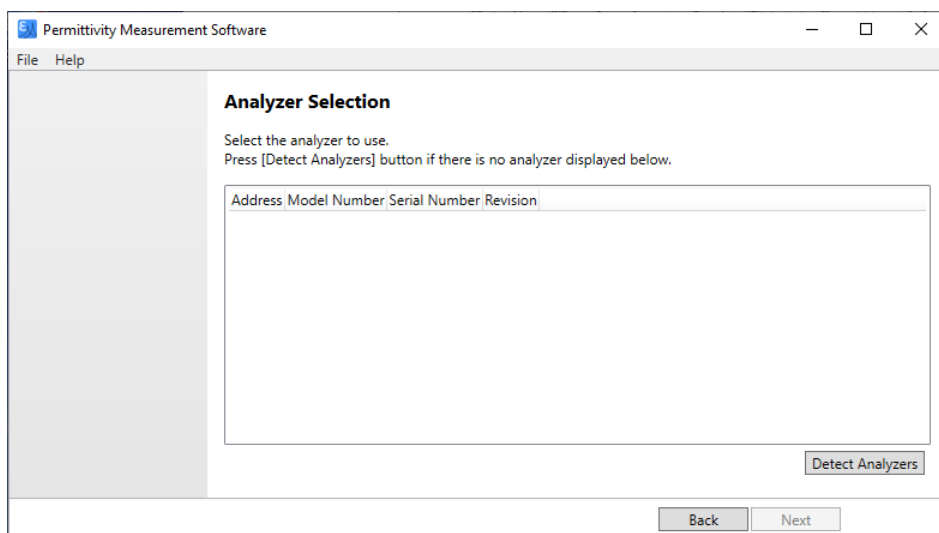 Permittivity Measurement Software
File Help
Analyzer Selection
Select the analyzer to use.
Press [Detect Analyzers] button if there is no analyzer displayed below.
Address Model Number Serial Number Revision
Detect Analyzers
Back Next